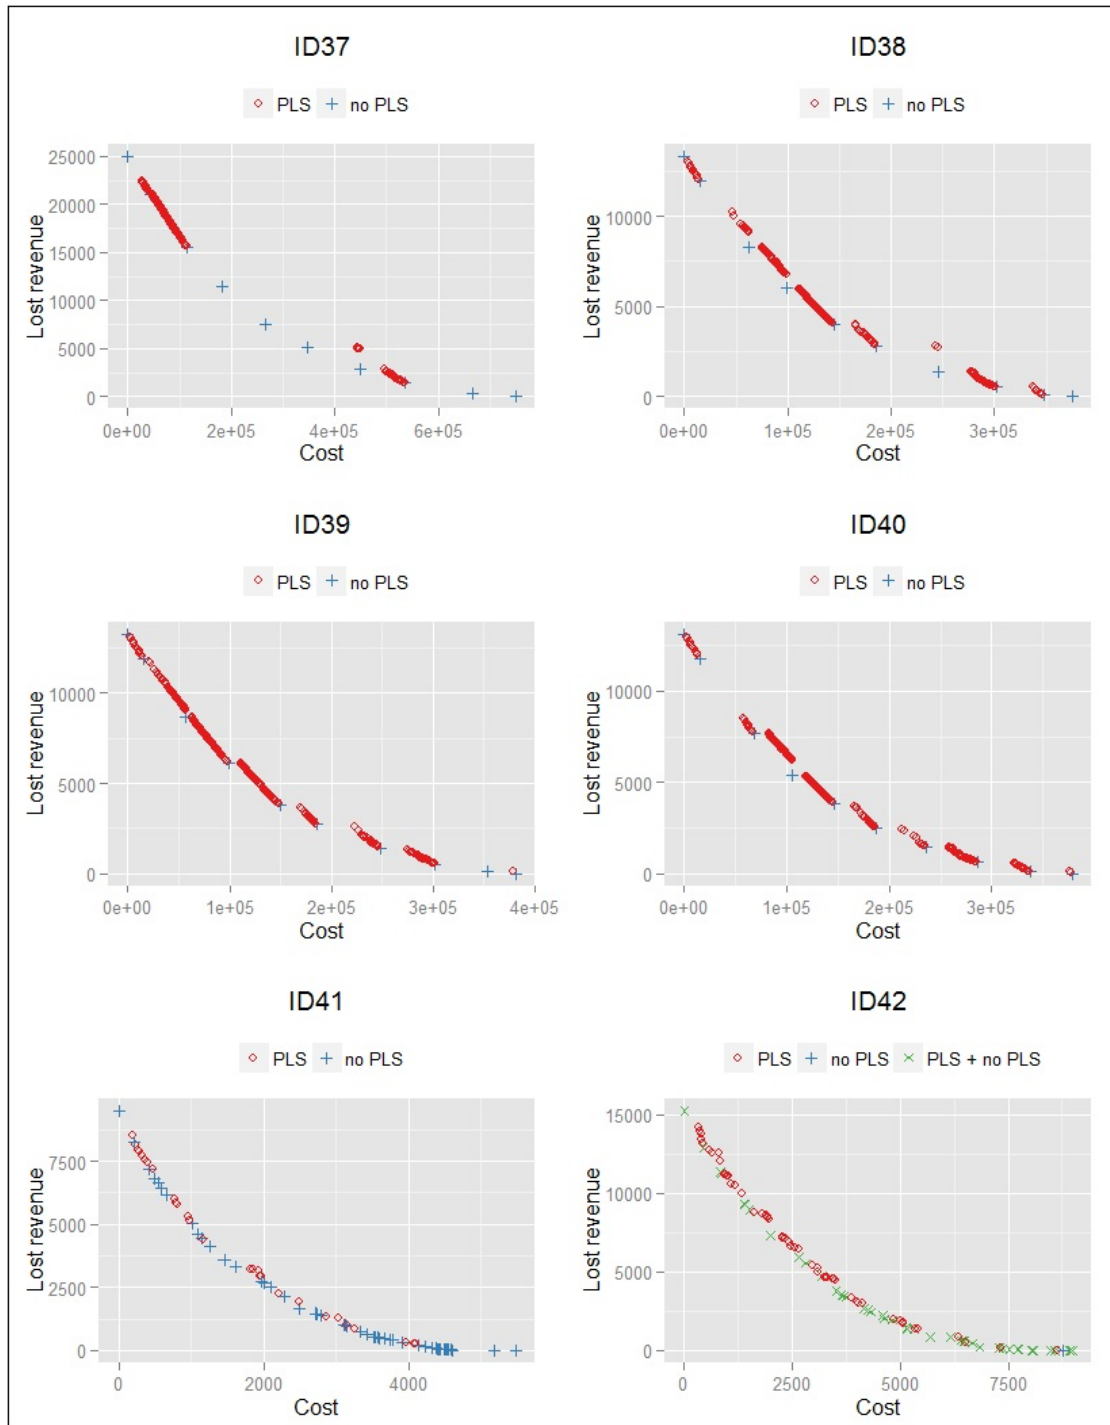 ID37
PLS no PLS
25000
20000
15000
10000
5000
0
Lost revenue
0e+00 2e+05 4e+05 6e+05
Cost
ID38
PLS no PLS
10000
5000
0
Lost revenue
0e+00 1e+05 2e+05 3e+05
Cost
ID39
PLS no PLS
10000
5000
0
Lost revenue
0e+00 1e+05 2e+05 3e+05 4e+05
Cost
ID40
PLS no PLS
10000
5000
0
Lost revenue
0e+00 1e+05 2e+05 3e+05
Cost
ID41
PLS no PLS
7500
5000
2500
0
Lost revenue
0 2000 4000
Cost
ID42
PLS no PLS PLS + no PLS
15000
10000
5000
0
Lost revenue
0 2500 5000 7500
Cost